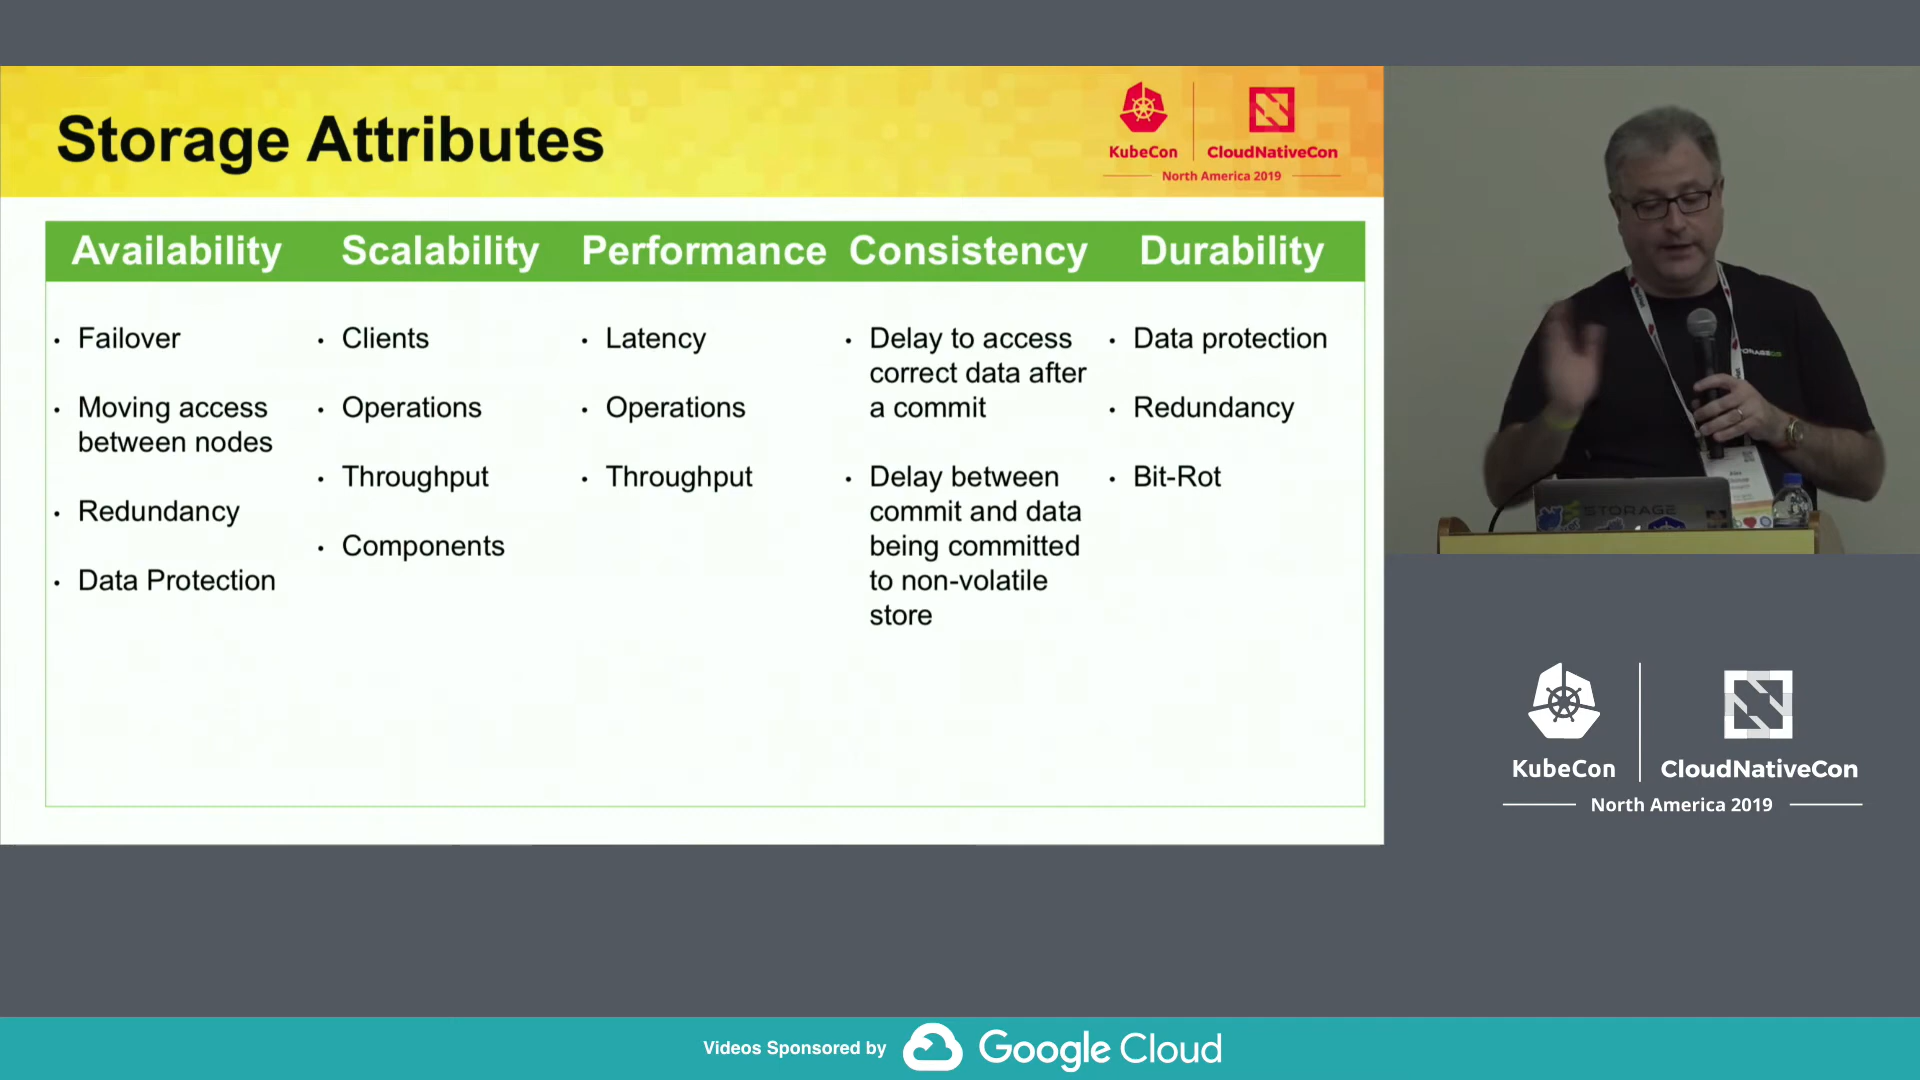 Storage Attributes
KubeCon
CloudNativeCon
North America 2019
Availability
Scalability
Performance
Consistency
Durability
• Failover
• Moving access
between nodes
• Redundancy
• Data Protection
• Clients
• Operations
• Throughput
• Components
• Latency
• Operations
• Throughput
• Delay to access
correct data after
a commit
• Delay between
commit and data
being committed
to non-volatile
store
• Data protection
• Redundancy
• Bit-Rot
STORAGE
KubeCon
CloudNativeCon
North America 2019
Videos Sponsored by
Google Cloud